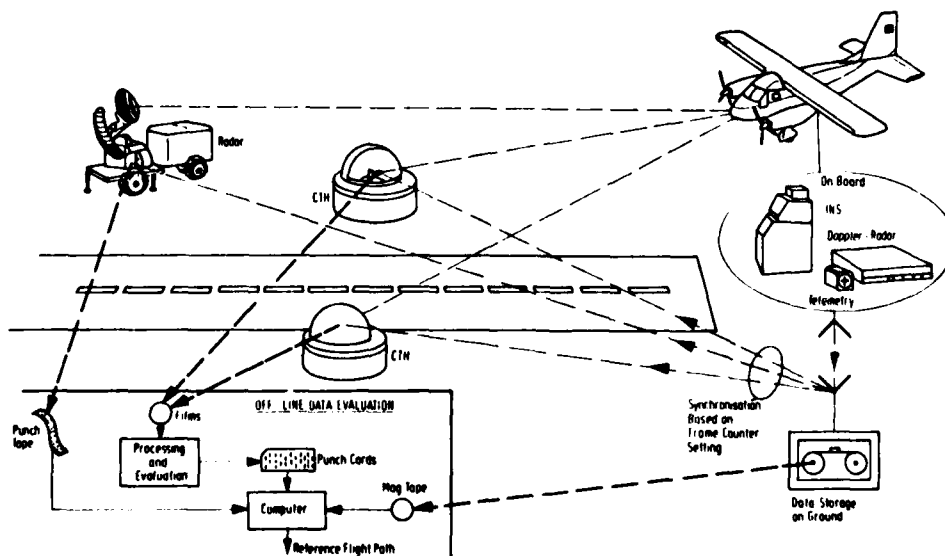 Radar
CTH
On Board
INS
Doppler - Radar
Telemetry
CTH
OFF LINE DATA EVALUATION
Synchronisation
Based on
Frame Counter
Setting
Punch
Tape
Films
Processing
and
Evaluation
Punch Cards
Mag Tape
Computer
Data Storage
on Ground
Reference Flight Path